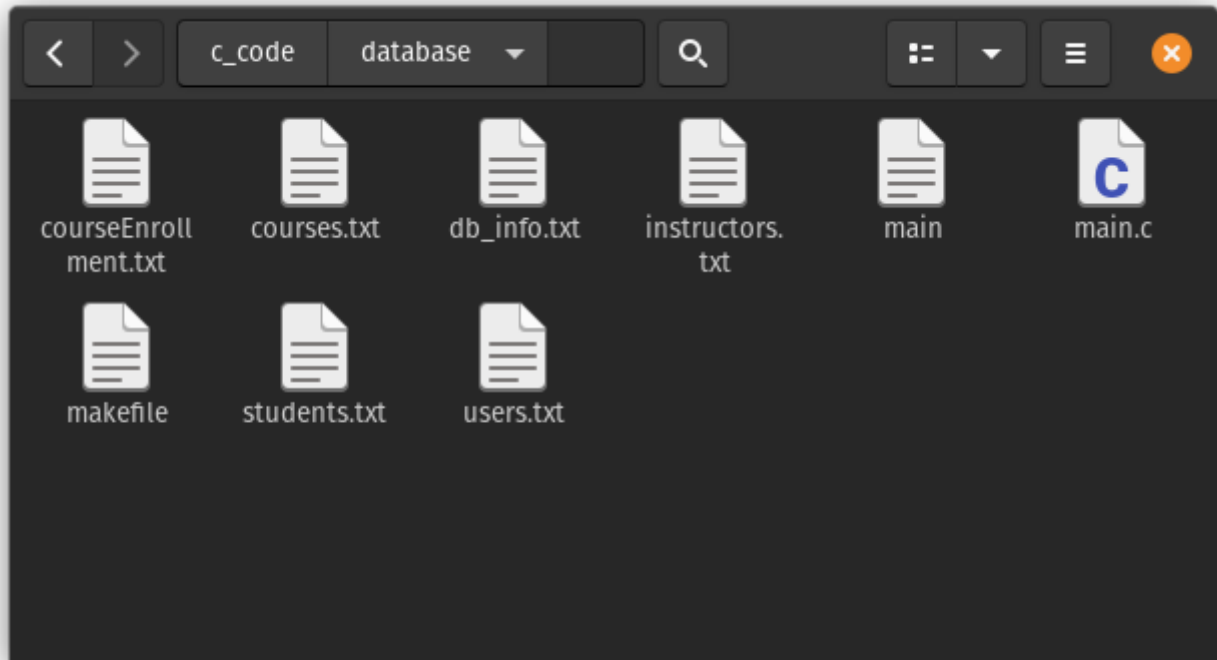 c_code database
courseEnroll courses.txt db_info.txt instructors. main main.c
ment.txt txt
makefile students.txt users.txt